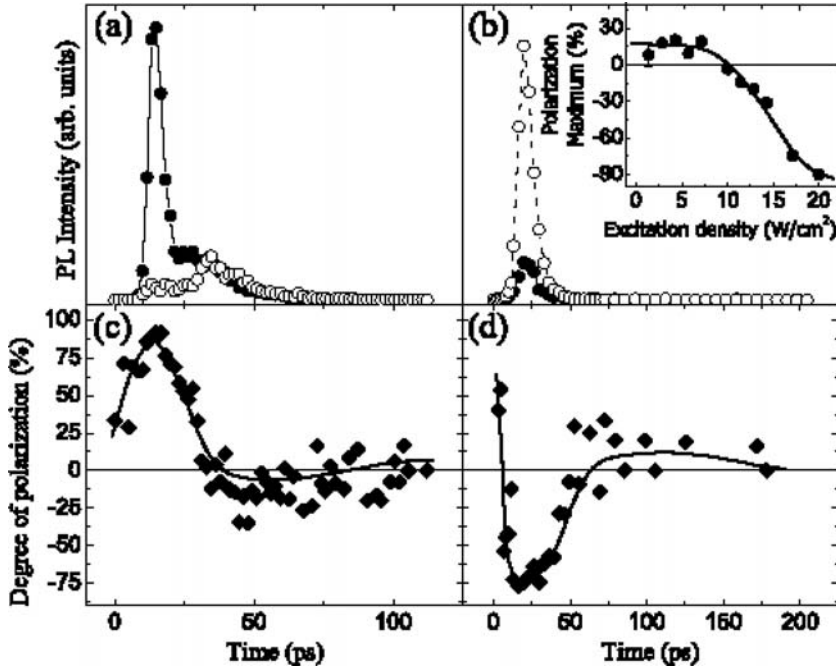 (a)
(b)
PL Intensity (arb. units)
Polarization
Maximum (%)
30
0
-30
-60
-90
0 5 10 15 20
Excitation density (W/cm²)
(c)
(d)
Degree of polarization (%)
100
75
50
25
0
-25
-50
-75
0 50 100
0 50 100 150 200
Time (ps)
Time (ps)